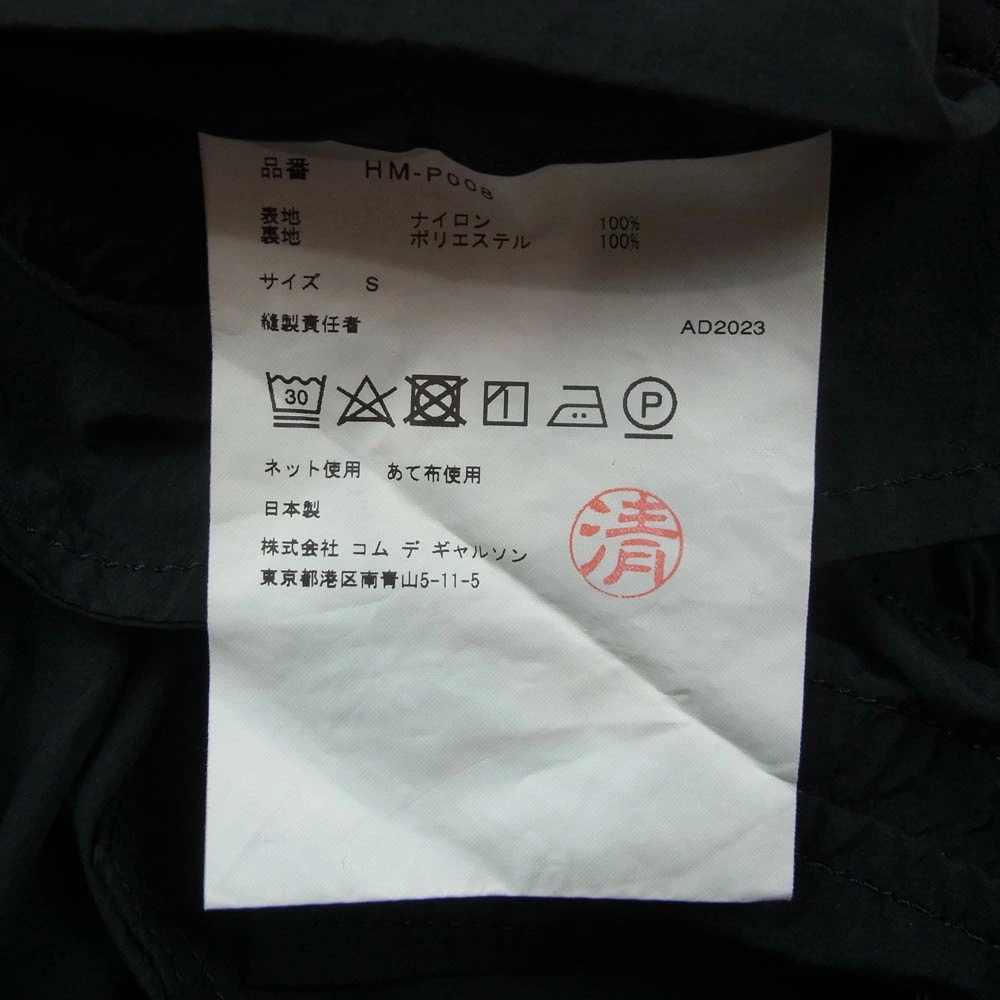 品番 HM-P008
表地 ナイロン 100%
裏地 ポリエステル 100%
サイズ S
縫製責任者 AD2023
30 P
ネット使用 あて布使用
日本製
株式会社 コム デ ギャルソン
東京都港区南青山5-11-5
清